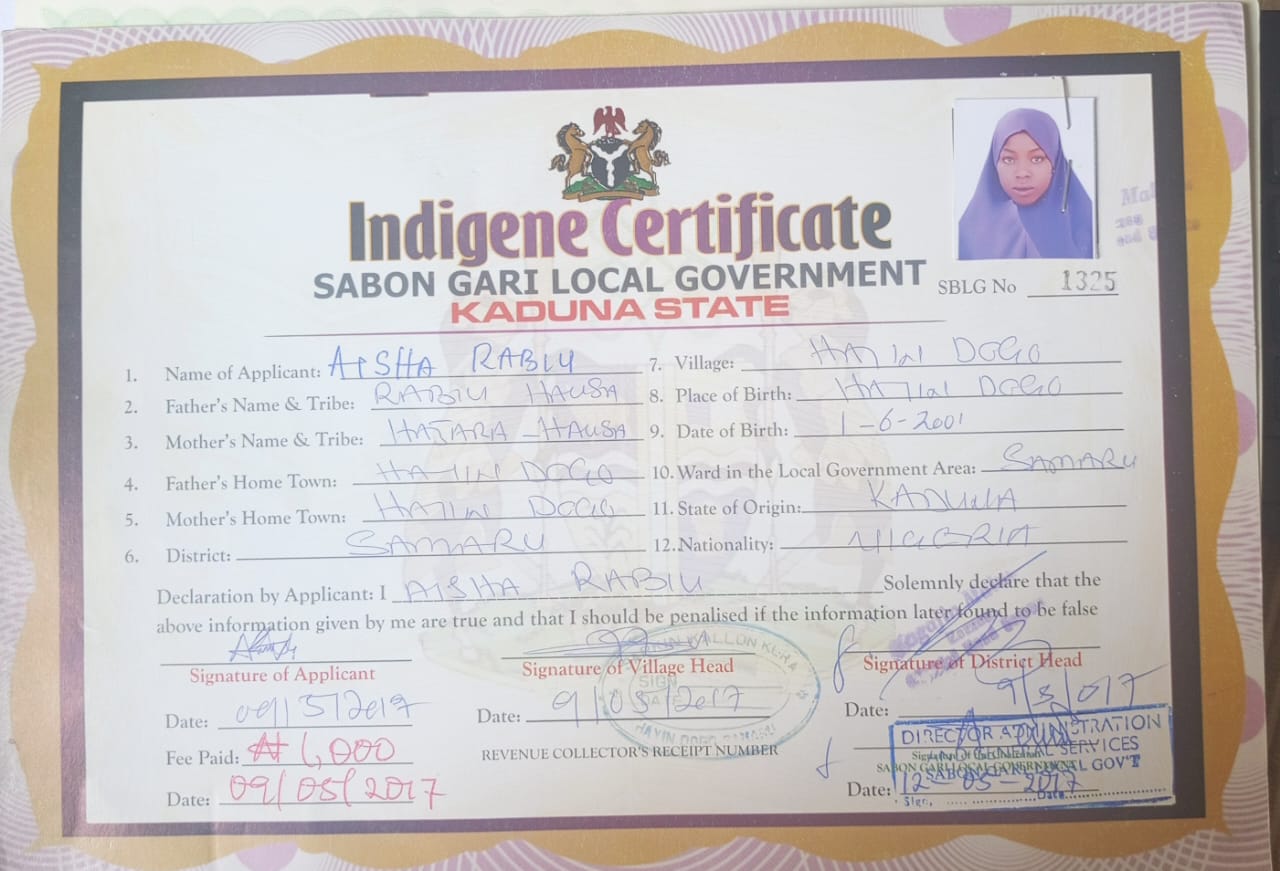 Indigene Certificate
SABON GARI LOCAL GOVERNMENT
KADUNA STATE
SBLG No 1325
1. Name of Applicant: AISHA RABIU
2. Father's Name & Tribe: RABIU HAUSA
3. Mother's Name & Tribe: HAJARA - HAUSA
4. Father's Home Town: HAYIN DOGO
5. Mother's Home Town: HAYIN DOGO
6. District: SAMARU
7. Village: HAYIN DOGO
8. Place of Birth: HAYIN DOGO
9. Date of Birth: 1-6-2001
10. Ward in the Local Government Area: SAMARU
11. State of Origin: KADUNA
12. Nationality: NIGERIA
Declaration by Applicant: I AISHA RABIU Solemnly declare that the
above information given by me are true and that I should be penalised if the information later found to be false
Signature of Applicant
Signature of Village Head
Signature of District Head
Date: 09/5/2017
Date: 9/05/2017
Date: 9/5/017
Fee Paid: ₦ 1,000
REVENUE COLLECTOR'S RECEIPT NUMBER
Date: 09/05/2017
DIRECTOR ADMINISTRATION
GENERAL SERVICES
SABON GARI LOCAL GOV'T
SABON GARI LOCAL GOVERNMENT
Date: 12-05-2017
Sign. Date